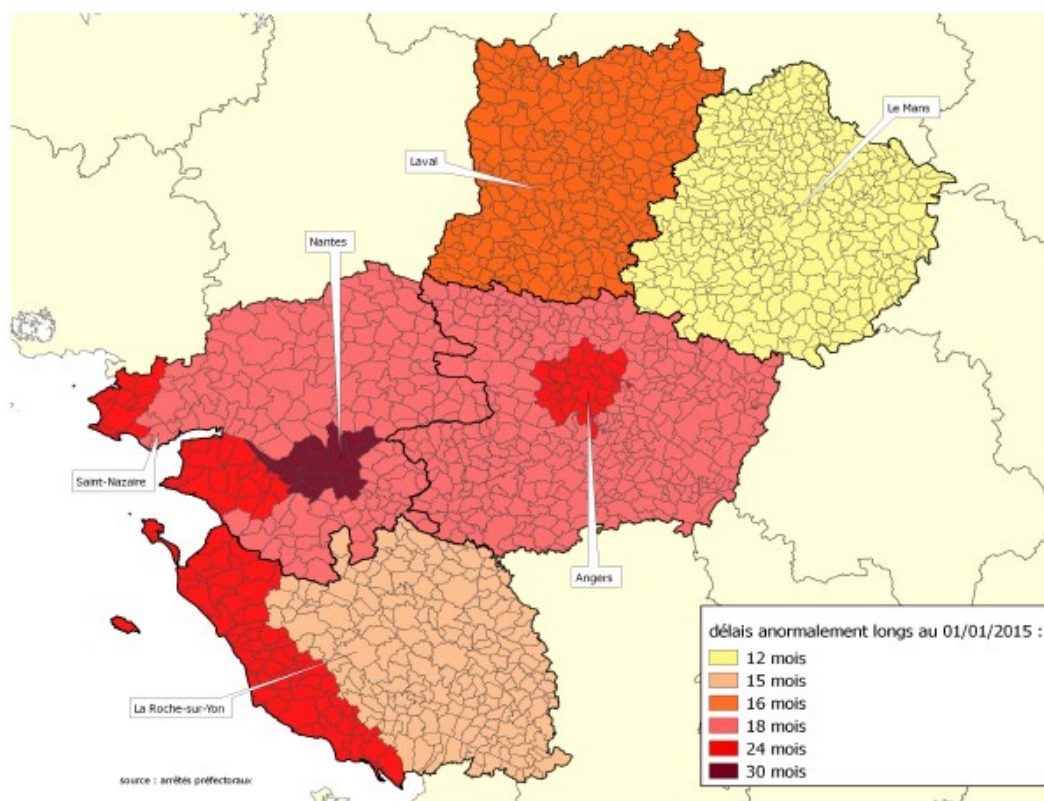 Le Mans
Laval
Nantes
Saint-Nazaire
Angers
La Roche-sur-Yon
délais anormalement longs au 01/01/2015 :
12 mois
15 mois
16 mois
18 mois
24 mois
30 mois
source : arrêtés préfectoraux